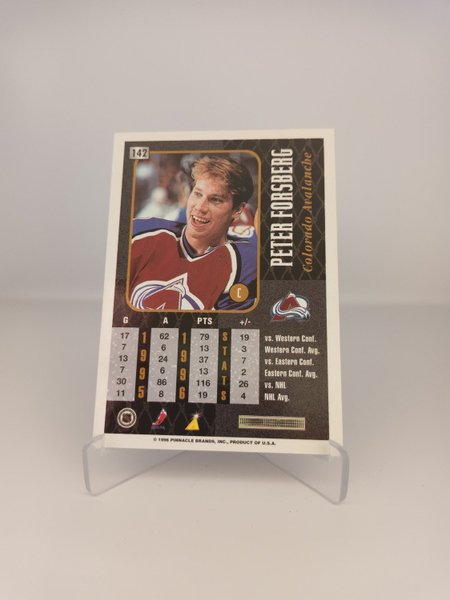 142
PETER FORSBERG
Colorado Avalanche
C
G A PTS +/-
17 62 79 19 vs. Western Conf.
7 6 13 3 Western Conf. Avg.
13 24 37 7 vs. Eastern Conf.
7 6 13 2 Eastern Conf. Avg.
30 86 116 26 vs. NHL
11 8 16 4 NHL Avg.
1995
1996
STATS
© 1996 PINNACLE BRANDS, INC., PRODUCT OF U.S.A.